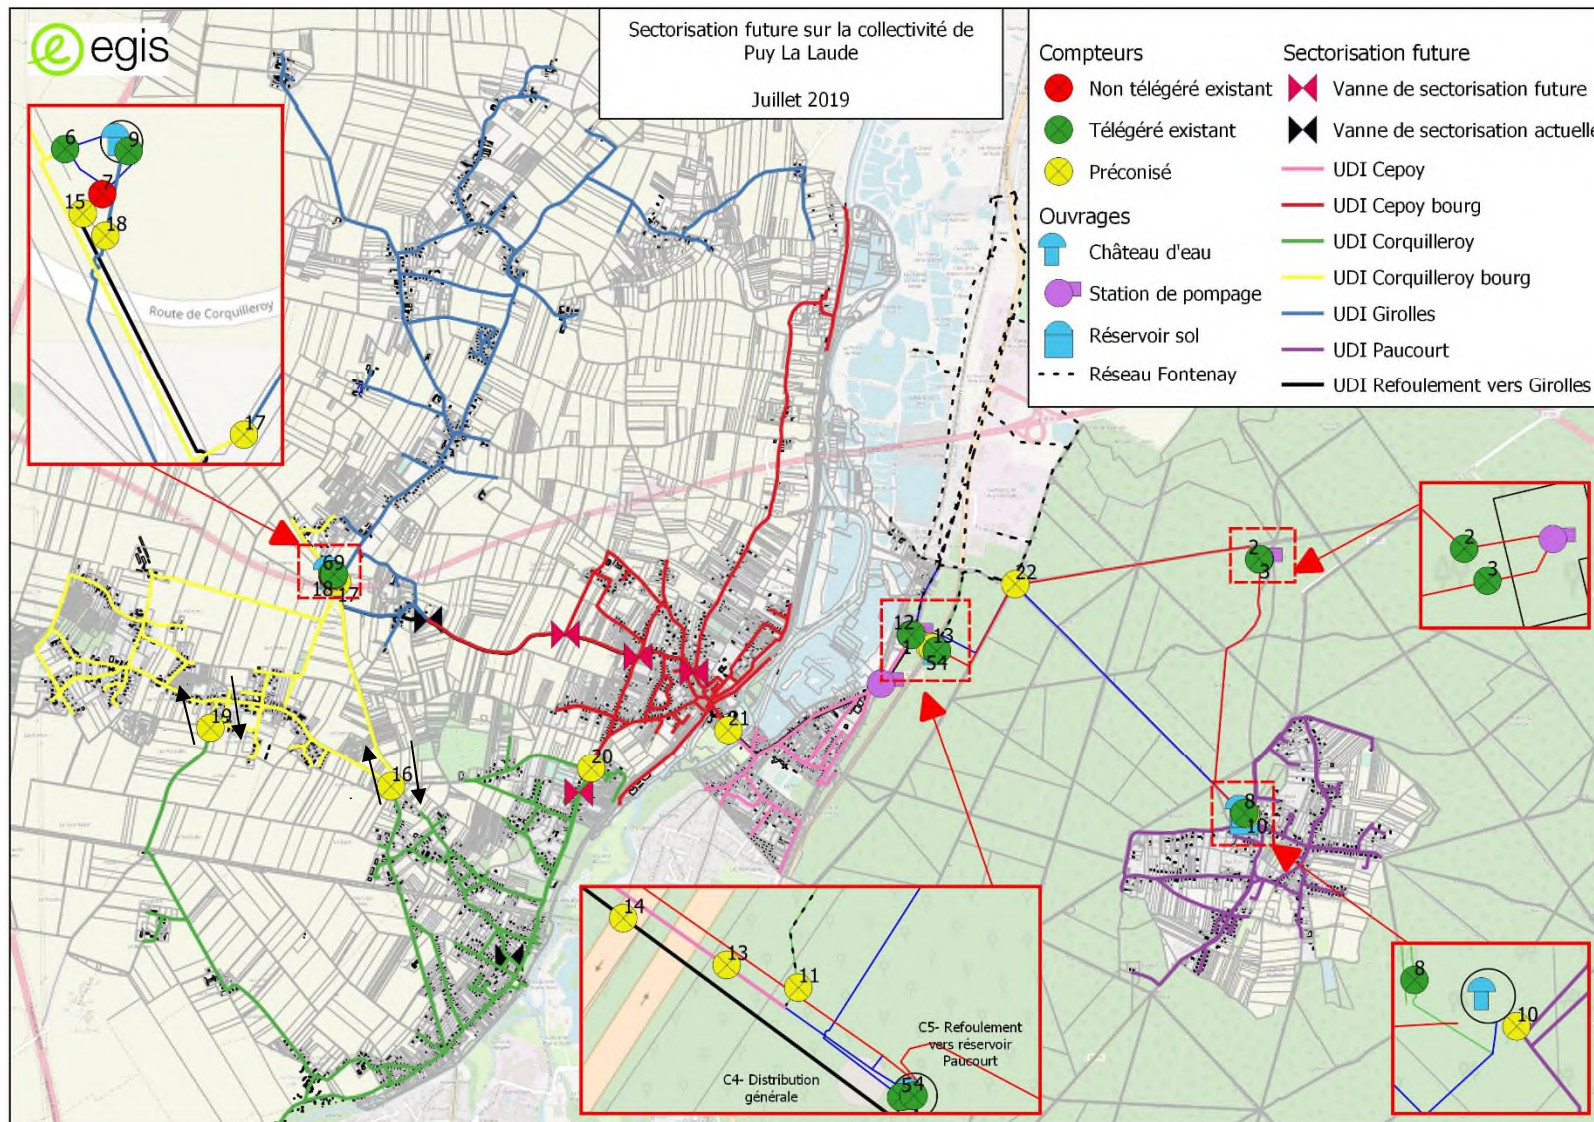 egis
Sectorisation future sur la collectivité de
Puy La Laude
Juillet 2019
Compteurs
Non télégéré existant
Télégéré existant
Préconisé
Ouvrages
Château d'eau
Station de pompage
Réservoir sol
Réseau Fontenay
Sectorisation future
Vanne de sectorisation future
Vanne de sectorisation actuelle
UDI Cepoy
UDI Cepoy bourg
UDI Corquilleroy
UDI Corquilleroy bourg
UDI Girolles
UDI Paucourt
UDI Refoulement vers Girolles
6
9
7
15
18
Route de Corquilleroy
17
69
18
17
19
16
20
21
12
1
13
54
22
2
3
2
3
8
10
14
13
11
C5- Refoulement
vers réservoir
Paucourt
C4- Distribution
générale
54
8
10